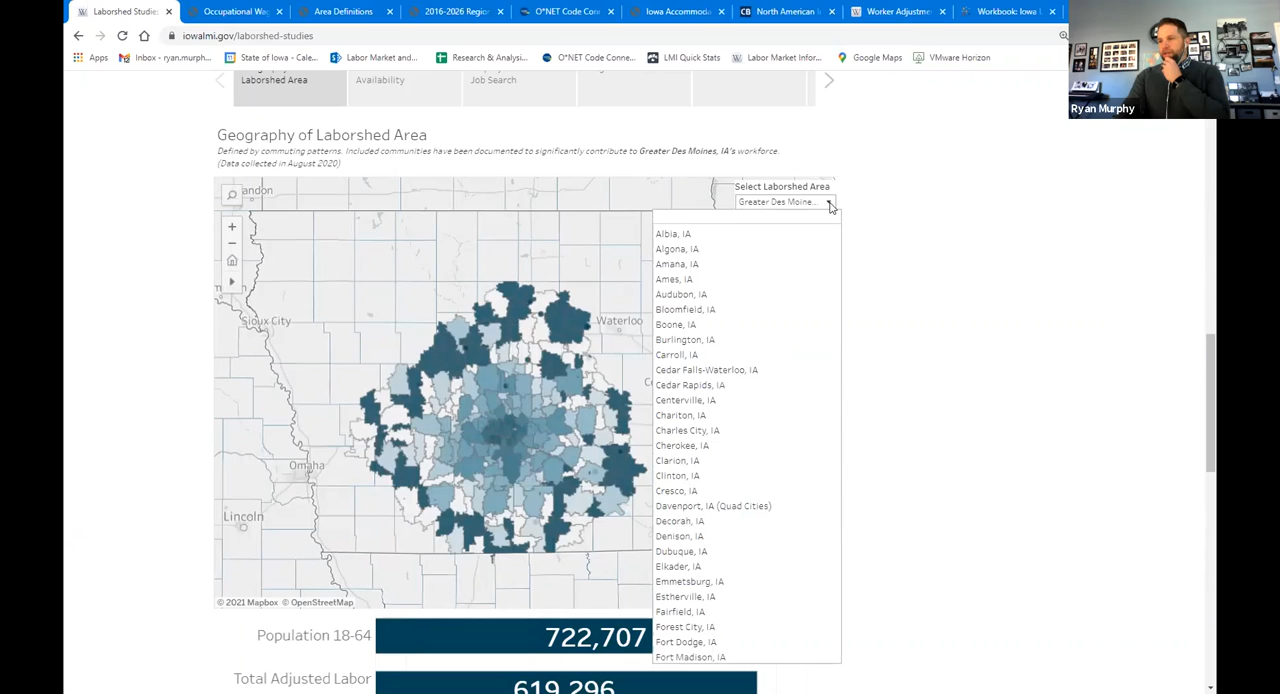 Laborshed Studies
Occupational Wag
Area Definitions
2016-2026 Region
O*NET Code Conn
Iowa Accommoda
North American I
Worker Adjustme
Workbook: Iowa L
iowalmi.gov/laborshed-studies
Apps
Inbox - ryan.murph...
State of Iowa - Cale...
Labor Market and...
Research & Analysi...
O*NET Code Conne...
LMI Quick Stats
Labor Market Infor...
Google Maps
VMware Horizon
Ryan Murphy
Laborshed Area
Availability
Job Search
Geography of Laborshed Area
Defined by commuting patterns. Included communities have been documented to significantly contribute to Greater Des Moines, IA's workforce.
(Data collected in August 2020)
Select Laborshed Area
Greater Des Moine...
Albia, IA
Algona, IA
Amana, IA
Ames, IA
Audubon, IA
Bloomfield, IA
Boone, IA
Burlington, IA
Carroll, IA
Cedar Falls-Waterloo, IA
Cedar Rapids, IA
Centerville, IA
Chariton, IA
Charles City, IA
Cherokee, IA
Clarion, IA
Clinton, IA
Cresco, IA
Davenport, IA (Quad Cities)
Decorah, IA
Denison, IA
Dubuque, IA
Elkader, IA
Emmetsburg, IA
Estherville, IA
Fairfield, IA
Forest City, IA
Fort Dodge, IA
Fort Madison, IA
andon
Sioux City
Waterloo
Omaha
Lincoln
© 2021 Mapbox © OpenStreetMap
Population 18-64
722,707
Total Adjusted Labor
619,296